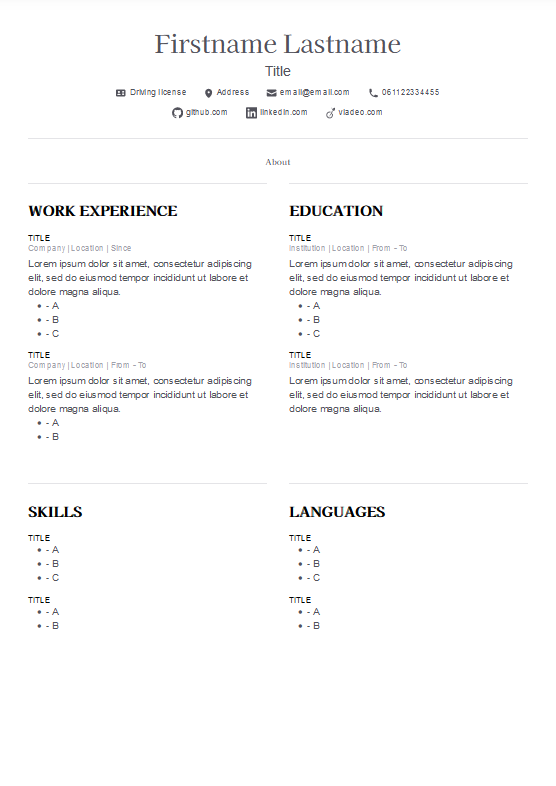 Firstname Lastname
Title
Driving license Address email@email.com 061122334455
github.com linkedin.com viadeo.com
About
WORK EXPERIENCE
TITLE
Company | Location | Since
Lorem ipsum dolor sit amet, consectetur adipiscing
elit, sed do eiusmod tempor incididunt ut labore et
dolore magna aliqua.
• - A
• - B
• - C
TITLE
Company | Location | From - To
Lorem ipsum dolor sit amet, consectetur adipiscing
elit, sed do eiusmod tempor incididunt ut labore et
dolore magna aliqua.
• - A
• - B
EDUCATION
TITLE
Institution | Location | From - To
Lorem ipsum dolor sit amet, consectetur adipiscing
elit, sed do eiusmod tempor incididunt ut labore et
dolore magna aliqua.
• - A
• - B
• - C
TITLE
Institution | Location | From - To
Lorem ipsum dolor sit amet, consectetur adipiscing
elit, sed do eiusmod tempor incididunt ut labore et
dolore magna aliqua.
SKILLS
TITLE
• - A
• - B
• - C
TITLE
• - A
• - B
LANGUAGES
TITLE
• - A
• - B
• - C
TITLE
• - A
• - B